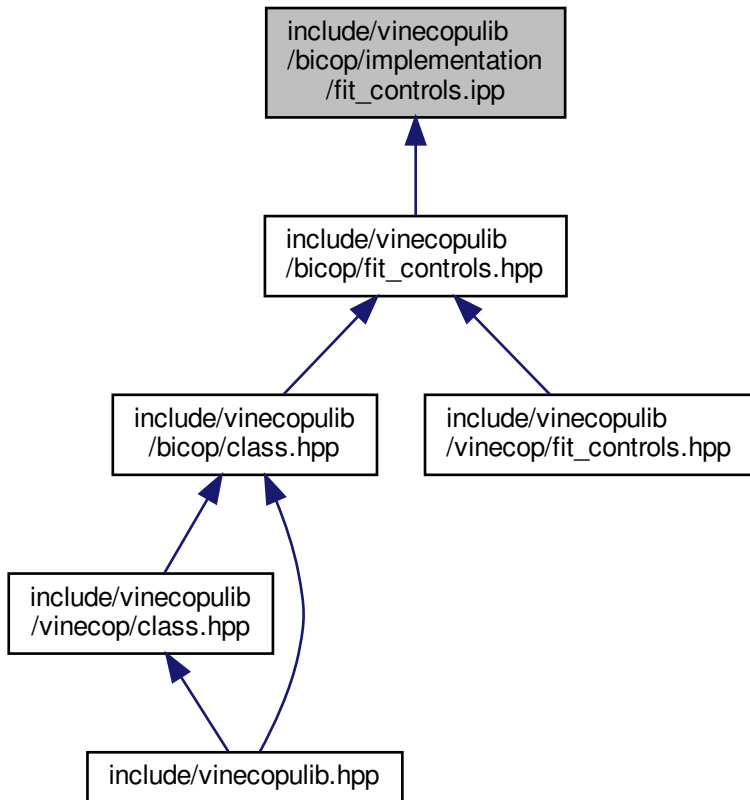 include/vinecopulib
/bicop/implementation
/fit_controls.ipp
include/vinecopulib
/bicop/fit_controls.hpp
include/vinecopulib
/bicop/class.hpp
include/vinecopulib
/vinecop/fit_controls.hpp
include/vinecopulib
/vinecop/class.hpp
include/vinecopulib.hpp